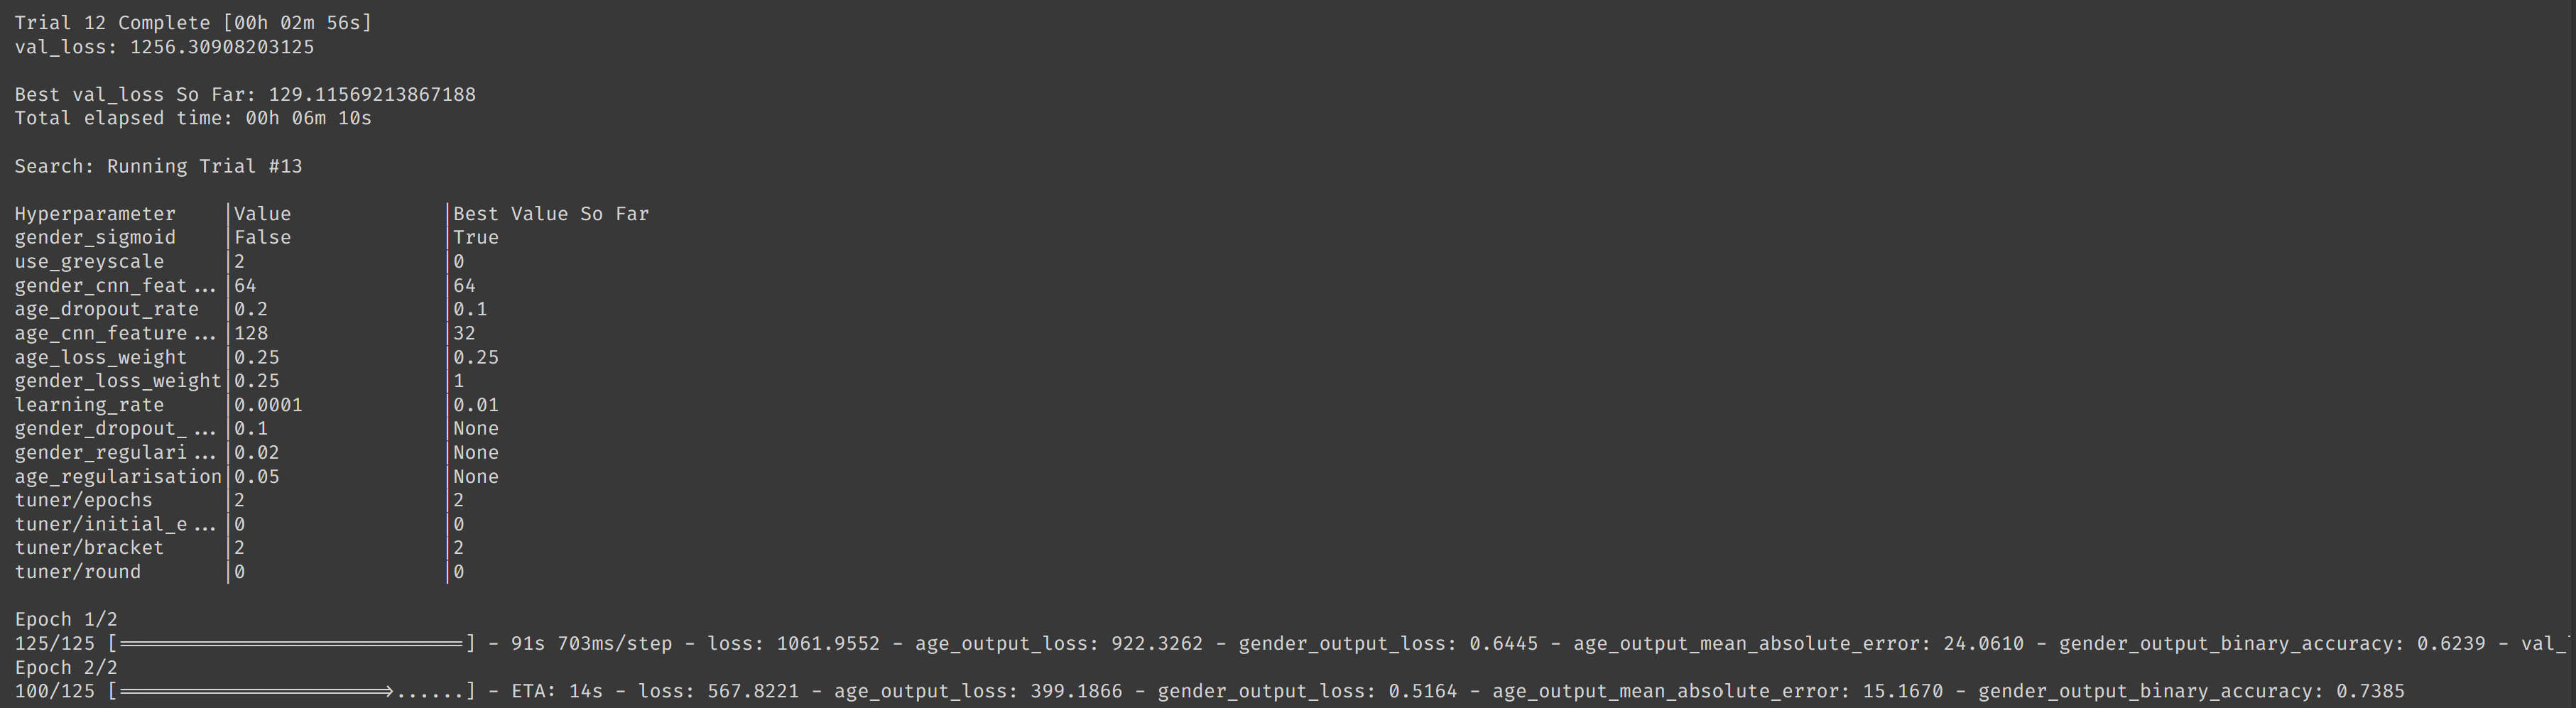 Trial 12 Complete [00h 02m 56s]
val_loss: 1256.30908203125
Best val_loss So Far: 129.11569213867188
Total elapsed time: 00h 06m 10s
Search: Running Trial #13
Hyperparameter    |Value             |Best Value So Far
gender_sigmoid    |False             |True
use_greyscale     |2                 |0
gender_cnn_feat...|64                |64
age_dropout_rate  |0.2               |0.1
age_cnn_feature...|128               |32
age_loss_weight   |0.25              |0.25
gender_loss_weight|0.25              |1
learning_rate     |0.0001            |0.01
gender_dropout_...|0.1               |None
gender_regulari...|0.02              |None
age_regularisation|0.05              |None
tuner/epochs      |2                 |2
tuner/initial_e...|0                 |0
tuner/bracket     |2                 |2
tuner/round       |0                 |0
Epoch 1/2
125/125 [==============================] - 91s 703ms/step - loss: 1061.9552 - age_output_loss: 922.3262 - gender_output_loss: 0.6445 - age_output_mean_absolute_error: 24.0610 - gender_output_binary_accuracy: 0.6239 - val_
Epoch 2/2
100/125 [=======================>......] - ETA: 14s - loss: 567.8221 - age_output_loss: 399.1866 - gender_output_loss: 0.5164 - age_output_mean_absolute_error: 15.1670 - gender_output_binary_accuracy: 0.7385